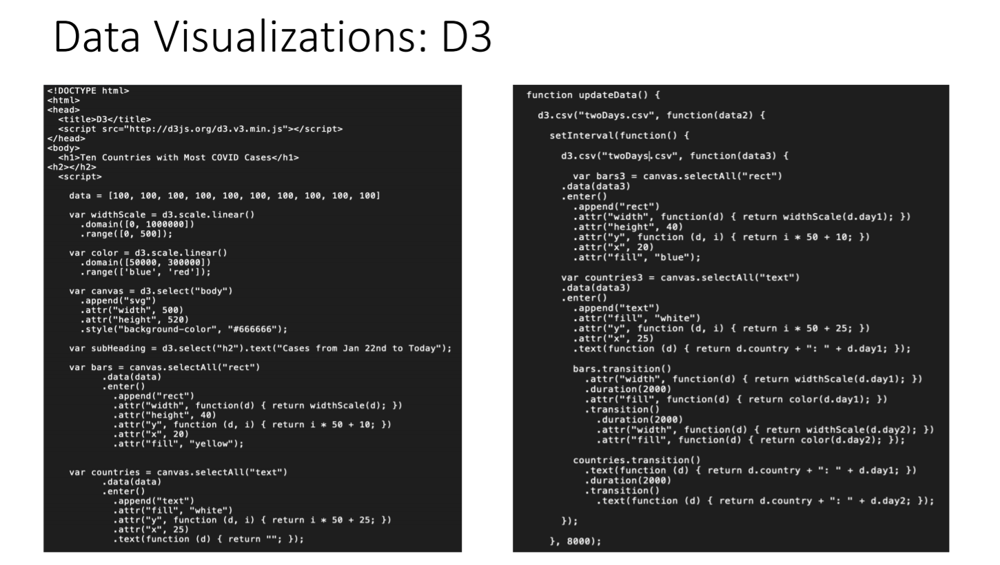 Data Visualizations: D3
<!DOCTYPE html>
<html>
<head>
  <title>D3</title>
  <script src="http://d3js.org/d3.v3.min.js"></script>
</head>
<body>
  <h1>Ten Countries with Most COVID Cases</h1>
<h2></h2>
  <script>
    data = [100, 100, 100, 100, 100, 100, 100, 100, 100, 100]
    var widthScale = d3.scale.linear()
      .domain([0, 1000000])
      .range([0, 500]);
    var color = d3.scale.linear()
      .domain([50000, 300000])
      .range(['blue', 'red']);
    var canvas = d3.select("body")
      .append("svg")
      .attr("width", 500)
      .attr("height", 520)
      .style("background-color", "#666666");
    var subHeading = d3.select("h2").text("Cases from Jan 22nd to Today");
    var bars = canvas.selectAll("rect")
          .data(data)
          .enter()
            .append("rect")
            .attr("width", function(d) { return widthScale(d); })
            .attr("height", 40)
            .attr("y", function (d, i) { return i * 50 + 10; })
            .attr("x", 20)
            .attr("fill", "yellow");
    var countries = canvas.selectAll("text")
          .data(data)
          .enter()
            .append("text")
            .attr("fill", "white")
            .attr("y", function (d, i) { return i * 50 + 25; })
            .attr("x", 25)
            .text(function (d) { return ""; });
function updateData() {
  d3.csv("twoDays.csv", function(data2) {
    setInterval(function() {
      d3.csv("twoDays.csv", function(data3) {
        var bars3 = canvas.selectAll("rect")
      .data(data3)
      .enter()
        .append("rect")
        .attr("width", function(d) { return widthScale(d.day1); })
        .attr("height", 40)
        .attr("y", function (d, i) { return i * 50 + 10; })
        .attr("x", 20)
        .attr("fill", "blue");
      var countries3 = canvas.selectAll("text")
      .data(data3)
      .enter()
        .append("text")
        .attr("fill", "white")
        .attr("y", function (d, i) { return i * 50 + 25; })
        .attr("x", 25)
        .text(function (d) { return d.country + ": " + d.day1; });
        bars.transition()
          .attr("width", function(d) { return widthScale(d.day1); })
          .duration(2000)
          .attr("fill", function(d) { return color(d.day1); })
          .transition()
            .duration(2000)
            .attr("width", function(d) { return widthScale(d.day2); })
            .attr("fill", function(d) { return color(d.day2); });
        countries.transition()
          .text(function (d) { return d.country + ": " + d.day1; })
          .duration(2000)
          .transition()
            .text(function (d) { return d.country + ": " + d.day2; });
      });
    }, 8000);